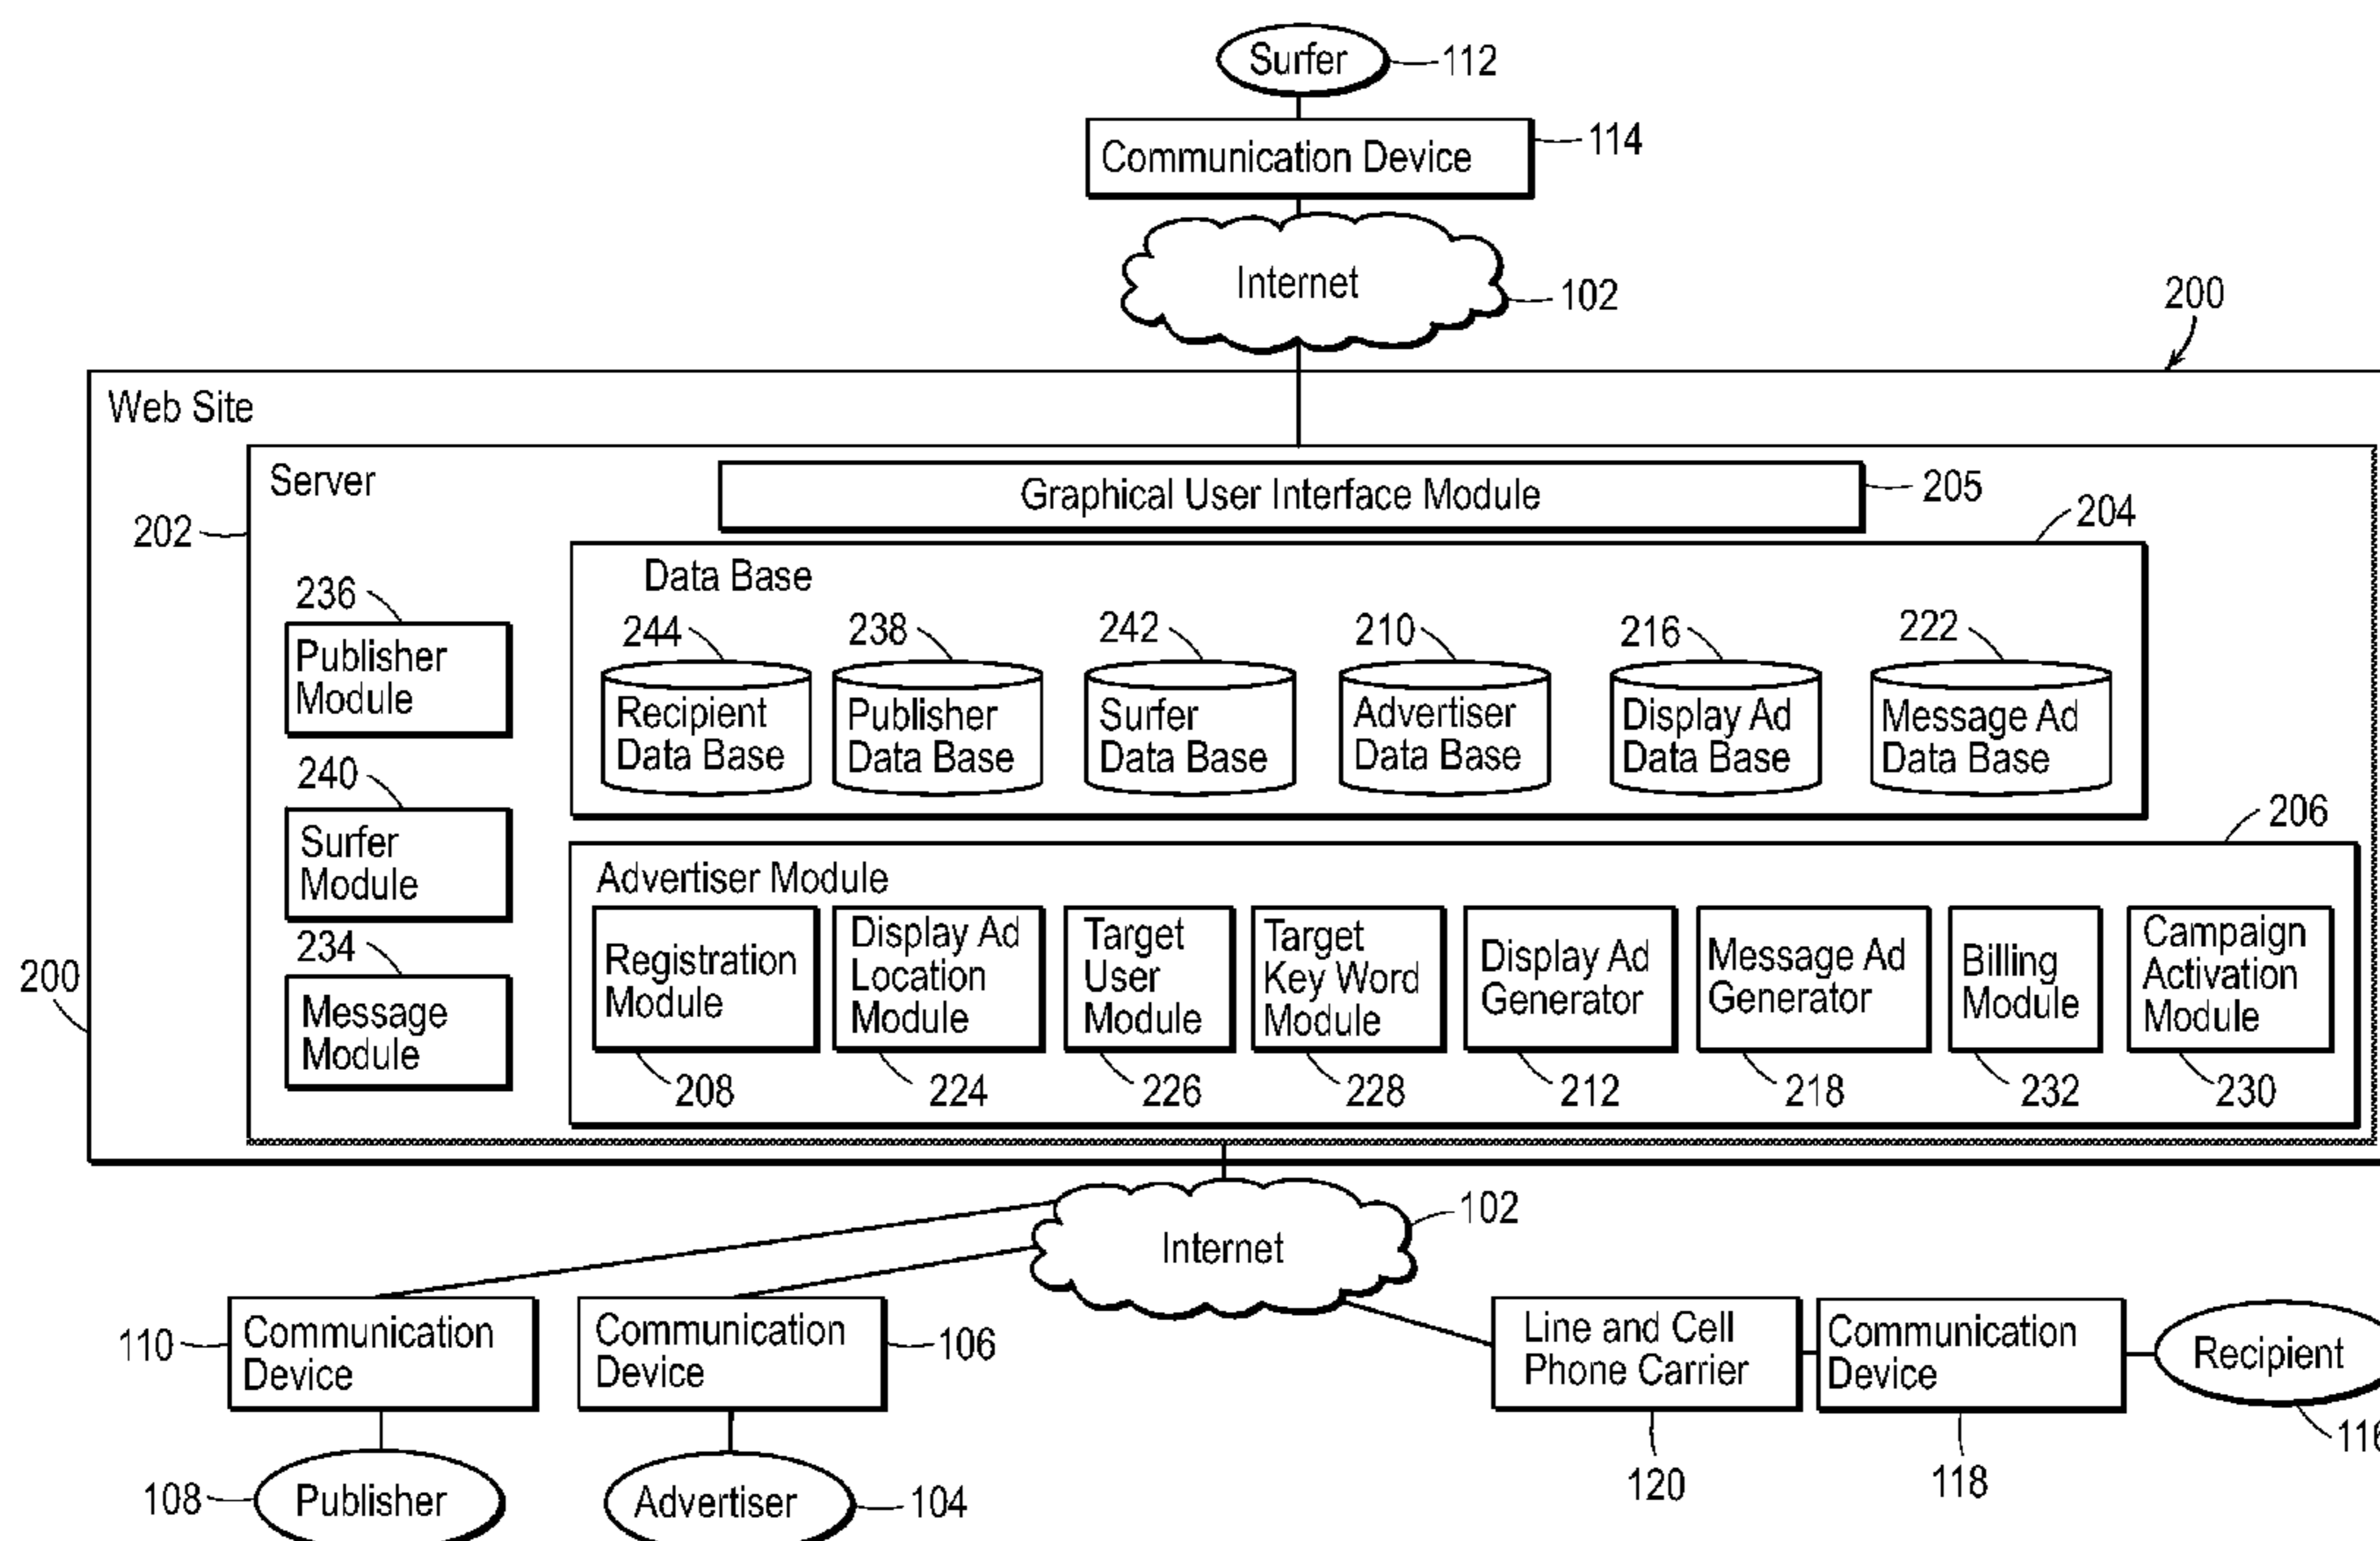 Surfer
112
Communication Device
114
Internet
102
200
Web Site
Server
Graphical User Interface Module
205
202
204
Data Base
236
Publisher
Module
244
238
242
210
216
222
Recipient
Data Base
Publisher
Data Base
Surfer
Data Base
Advertiser
Data Base
Display Ad
Data Base
Message Ad
Data Base
240
Surfer
Module
206
Advertiser Module
234
Message
Module
200
Registration
Module
Display Ad
Location
Module
Target
User
Module
Target
Key Word
Module
Display Ad
Generator
Message Ad
Generator
Billing
Module
Campaign
Activation
Module
208
224
226
228
212
218
232
230
Internet
102
110
Communication
Device
Communication
Device
106
Line and Cell
Phone Carrier
Communication
Device
Recipient
116
120
118
108
Publisher
Advertiser
104